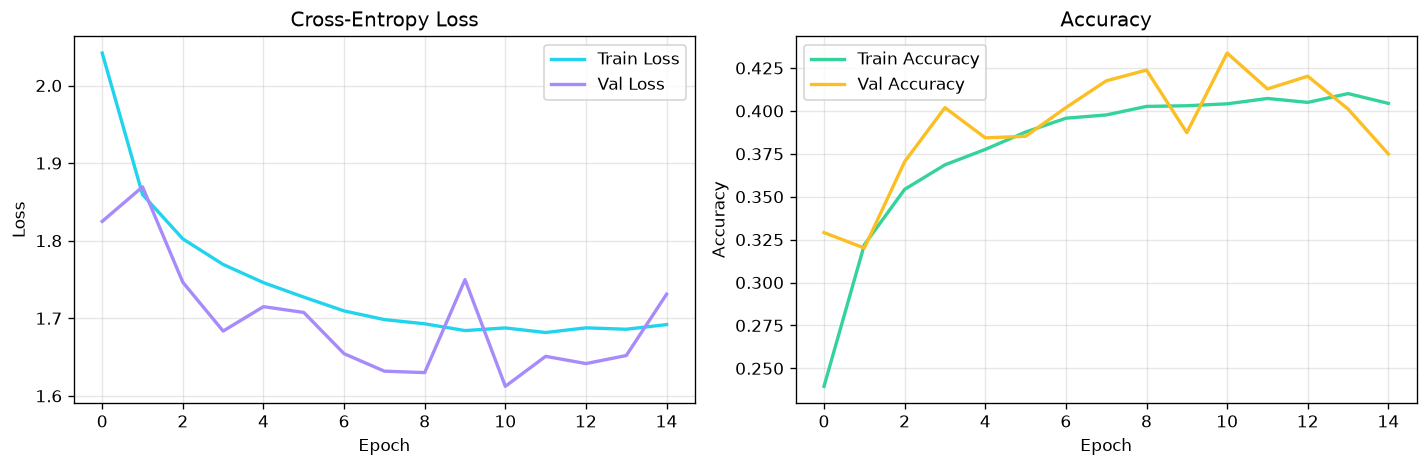 Cross-Entropy Loss
Train Loss
Val Loss
2.0
1.9
1.8
1.7
1.6
Loss
0 2 4 6 8 10 12 14
Epoch
Accuracy
Train Accuracy
Val Accuracy
0.425
0.400
0.375
0.350
0.325
0.300
0.275
0.250
Accuracy
0 2 4 6 8 10 12 14
Epoch